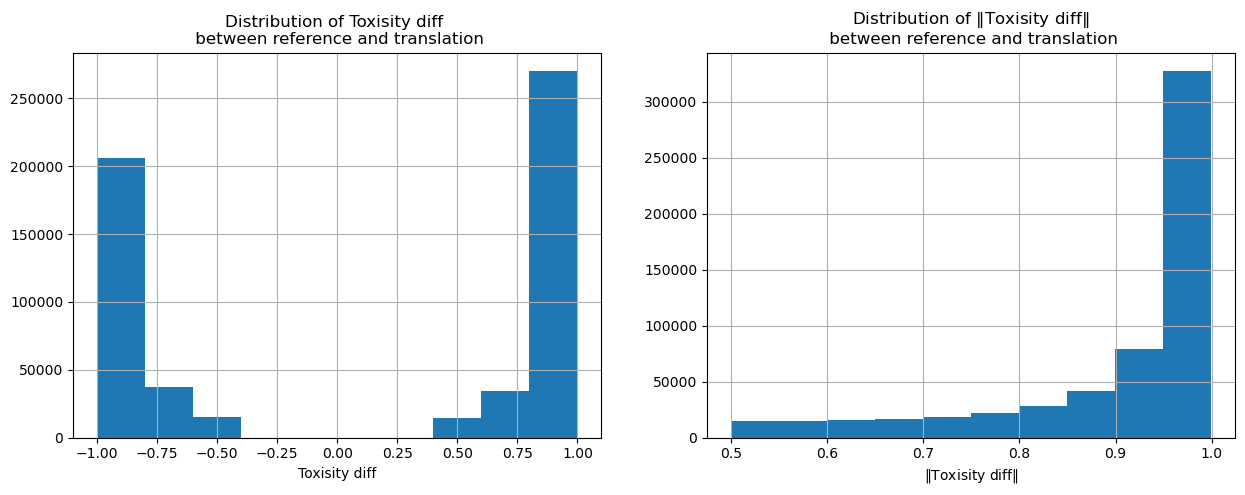 Distribution of Toxisity diff
between reference and translation
250000
200000
150000
100000
50000
0
−1.00 −0.75 −0.50 −0.25 0.00 0.25 0.50 0.75 1.00
Toxisity diff
Distribution of ‖Toxisity diff‖
between reference and translation
300000
250000
200000
150000
100000
50000
0
0.5 0.6 0.7 0.8 0.9 1.0
‖Toxisity diff‖